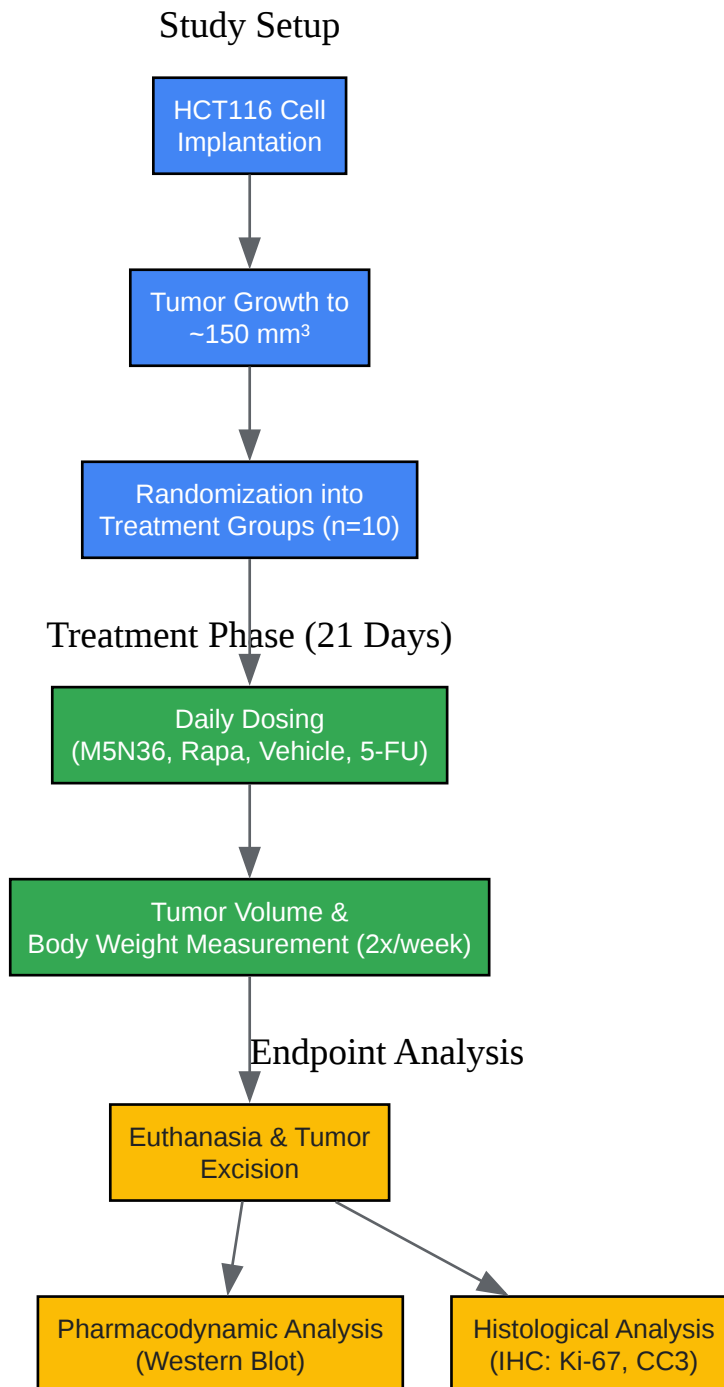 Study Setup
HCT116 Cell
Implantation
Tumor Growth to
~150 mm³
Randomization into
Treatment Groups (n=10)
Treatment Phase (21 Days)
Daily Dosing
(M5N36, Rapa, Vehicle, 5-FU)
Tumor Volume &
Body Weight Measurement (2x/week)
Endpoint Analysis
Euthanasia & Tumor
Excision
Pharmacodynamic Analysis
(Western Blot)
Histological Analysis
(IHC: Ki-67, CC3)